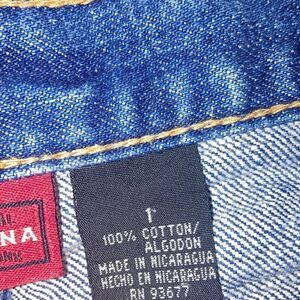 NA
1
100% COTTON/
ALGODON
MADE IN NICARAGUA
HECHO EN NICARAGUA
RN 93677